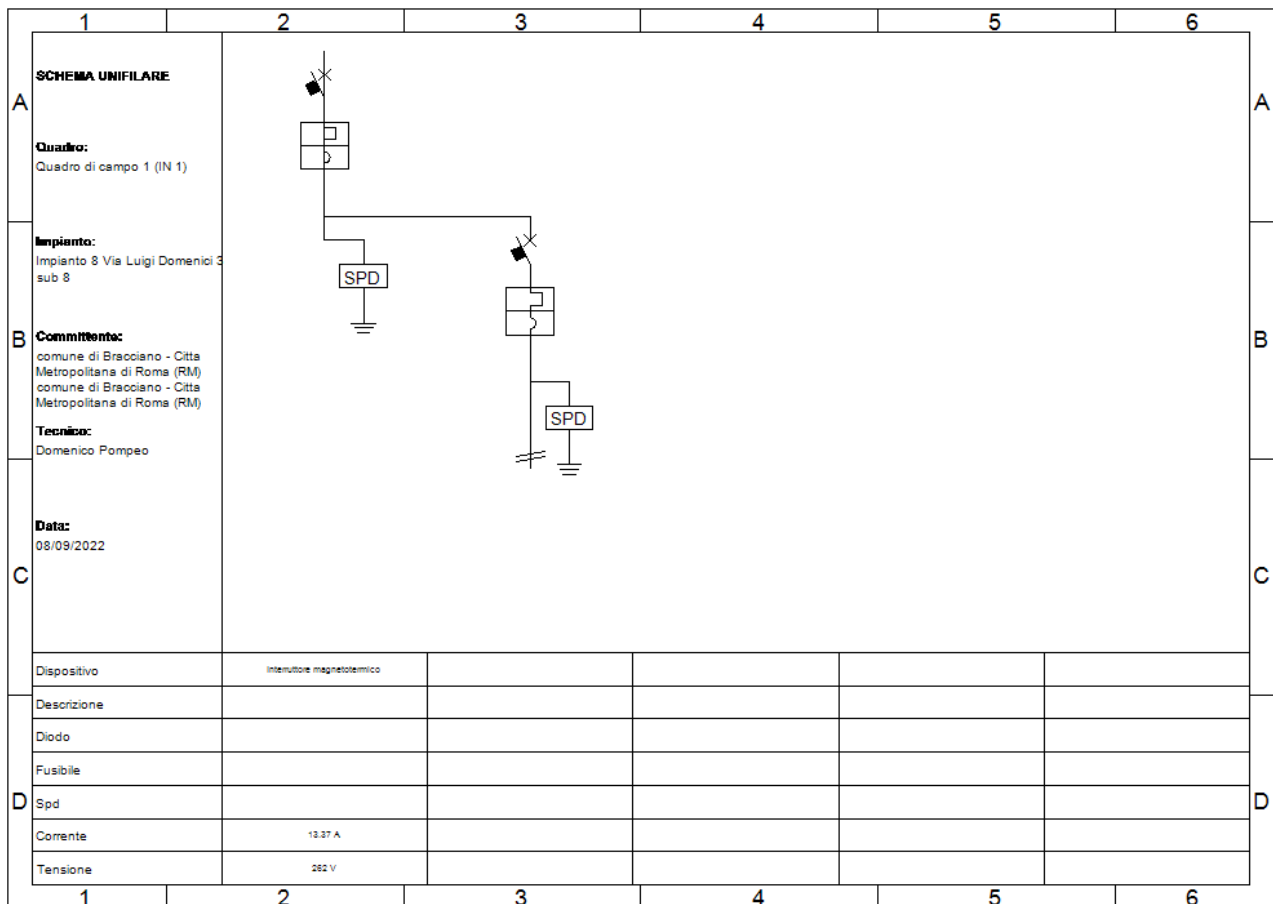 1 2 3 4 5 6
SCHEMA UNIFILARE
A A
Quadro:
Quadro di campo 1 (IN 1)
Impianto:
Impianto 8 Via Luigi Domenici 3
sub 8
SPD
B B
Committente:
comune di Bracciano - Citta
Metropolitana di Roma (RM)
comune di Bracciano - Citta
Metropolitana di Roma (RM)
SPD
Tecnico:
Domenico Pompeo
Data:
08/09/2022
C C
Dispositivo Interruttore magnetotermico
Descrizione
Diodo
Fusibile
D Spd D
Corrente 13.37 A
Tensione 262 V
1 2 3 4 5 6